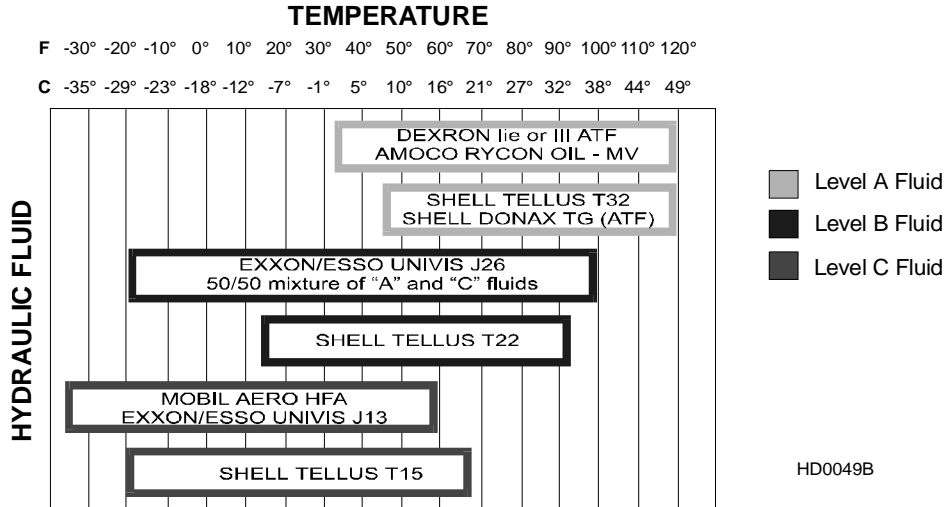 TEMPERATURE
F -30° -20° -10° 0° 10° 20° 30° 40° 50° 60° 70° 80° 90° 100° 110° 120°
C -35° -29° -23° -18° -12° -7° -1° 5° 10° 16° 21° 27° 32° 38° 44° 49°
HYDRAULIC FLUID
DEXRON IIe or III ATF
AMOCO RYCON OIL - MV
SHELL TELLUS T32
SHELL DONAX TG (ATF)
EXXON/ESSO UNIVIS J26
50/50 mixture of “A” and “C” fluids
SHELL TELLUS T22
MOBIL AERO HFA
EXXON/ESSO UNIVIS J13
SHELL TELLUS T15
Level A Fluid
Level B Fluid
Level C Fluid
HD0049B